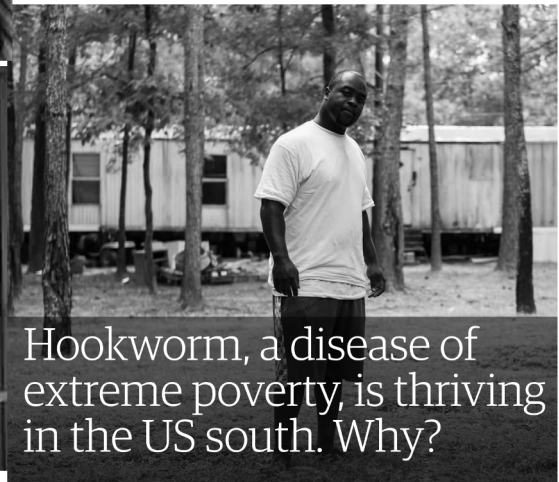 Hookworm, a disease of
extreme poverty, is thriving
in the US south. Why?